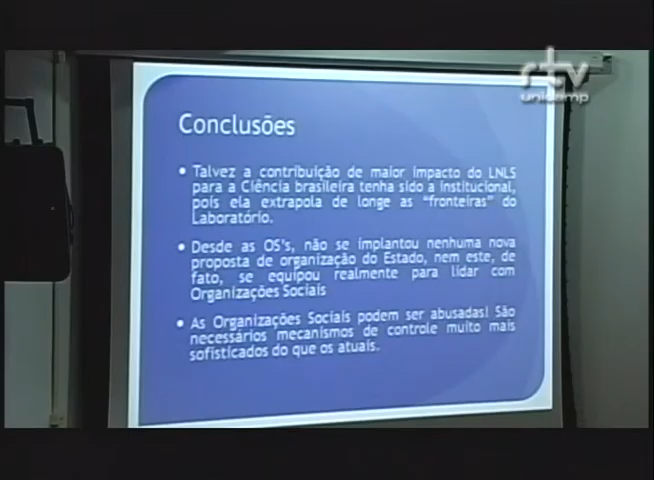 rtv
unicamp
Conclusões
• Talvez a contribuição de maior impacto do LNLS
para a Ciência brasileira tenha sido a institucional,
pois ela extrapola de longe as “fronteiras” do
Laboratório.
• Desde as OS's, não se implantou nenhuma nova
proposta de organização do Estado, nem este, de
fato, se equipou realmente para lidar com
Organizações Sociais
• As Organizações Sociais podem ser abusadas! São
necessários mecanismos de controle muito mais
sofisticados do que os atuais.